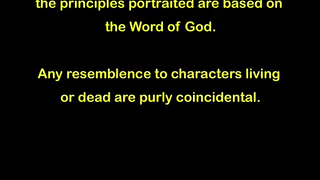 the principles portraited are based on
the Word of God.
Any resemblence to characters living
or dead are purly coincidental.